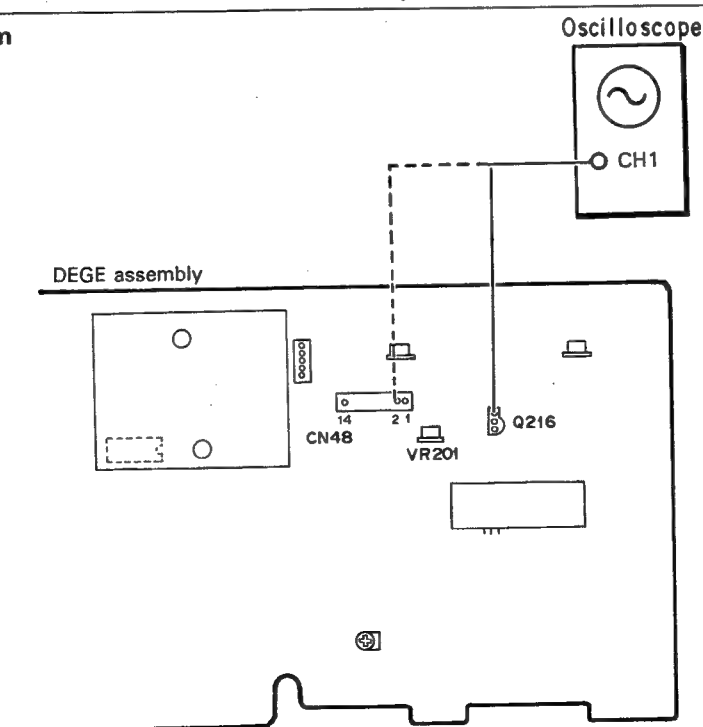 m
Oscilloscope
CH1
DEGE assembly
14
2 1
CN48
VR201
Q216